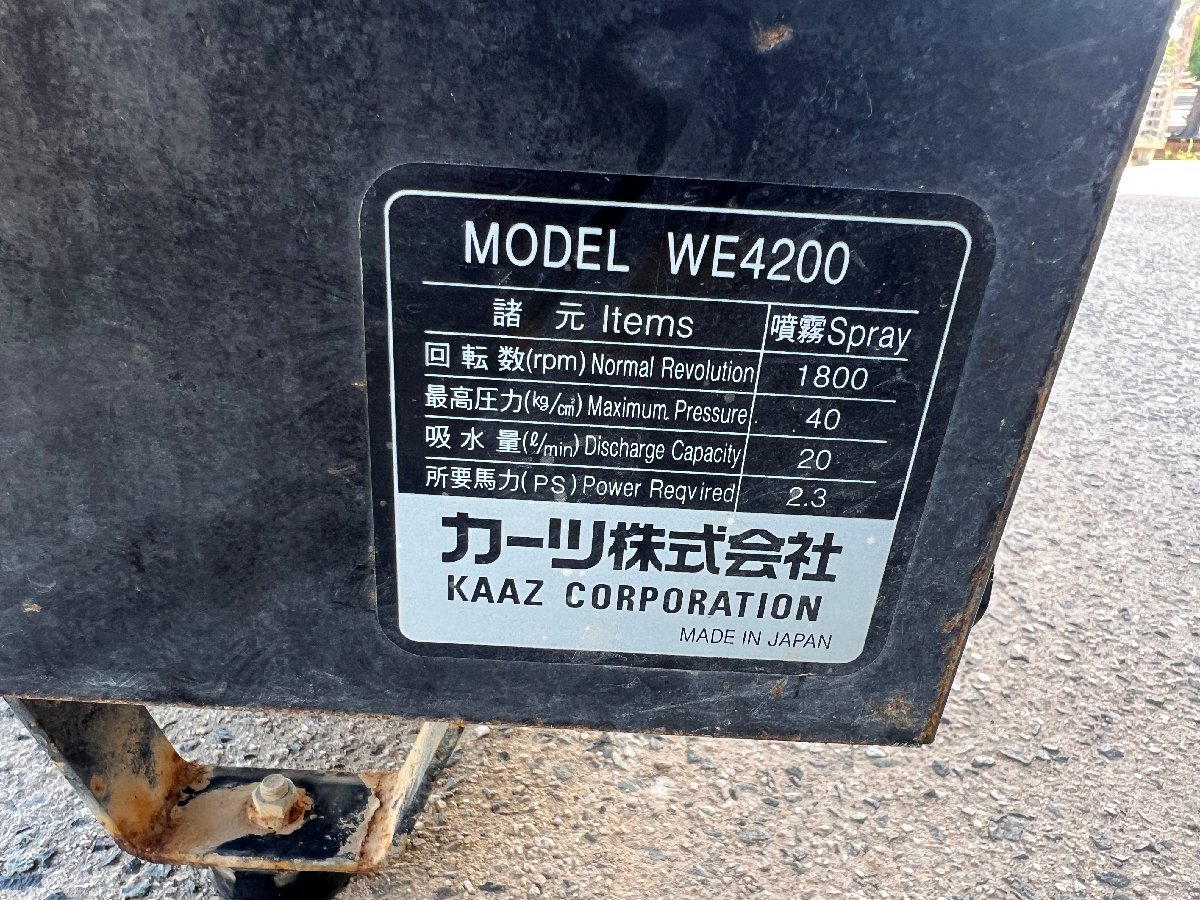 MODEL WE4200
諸元 Items 噴霧Spray
回転数(rpm) Normal Revolution 1800
最高圧力(kg/c㎡) Maximum Pressure 40
吸水量(ℓ/min) Discharge Capacity 20
所要馬力(PS) Power Reqvired 2.3
カーツ株式会社
KAAZ CORPORATION
MADE IN JAPAN